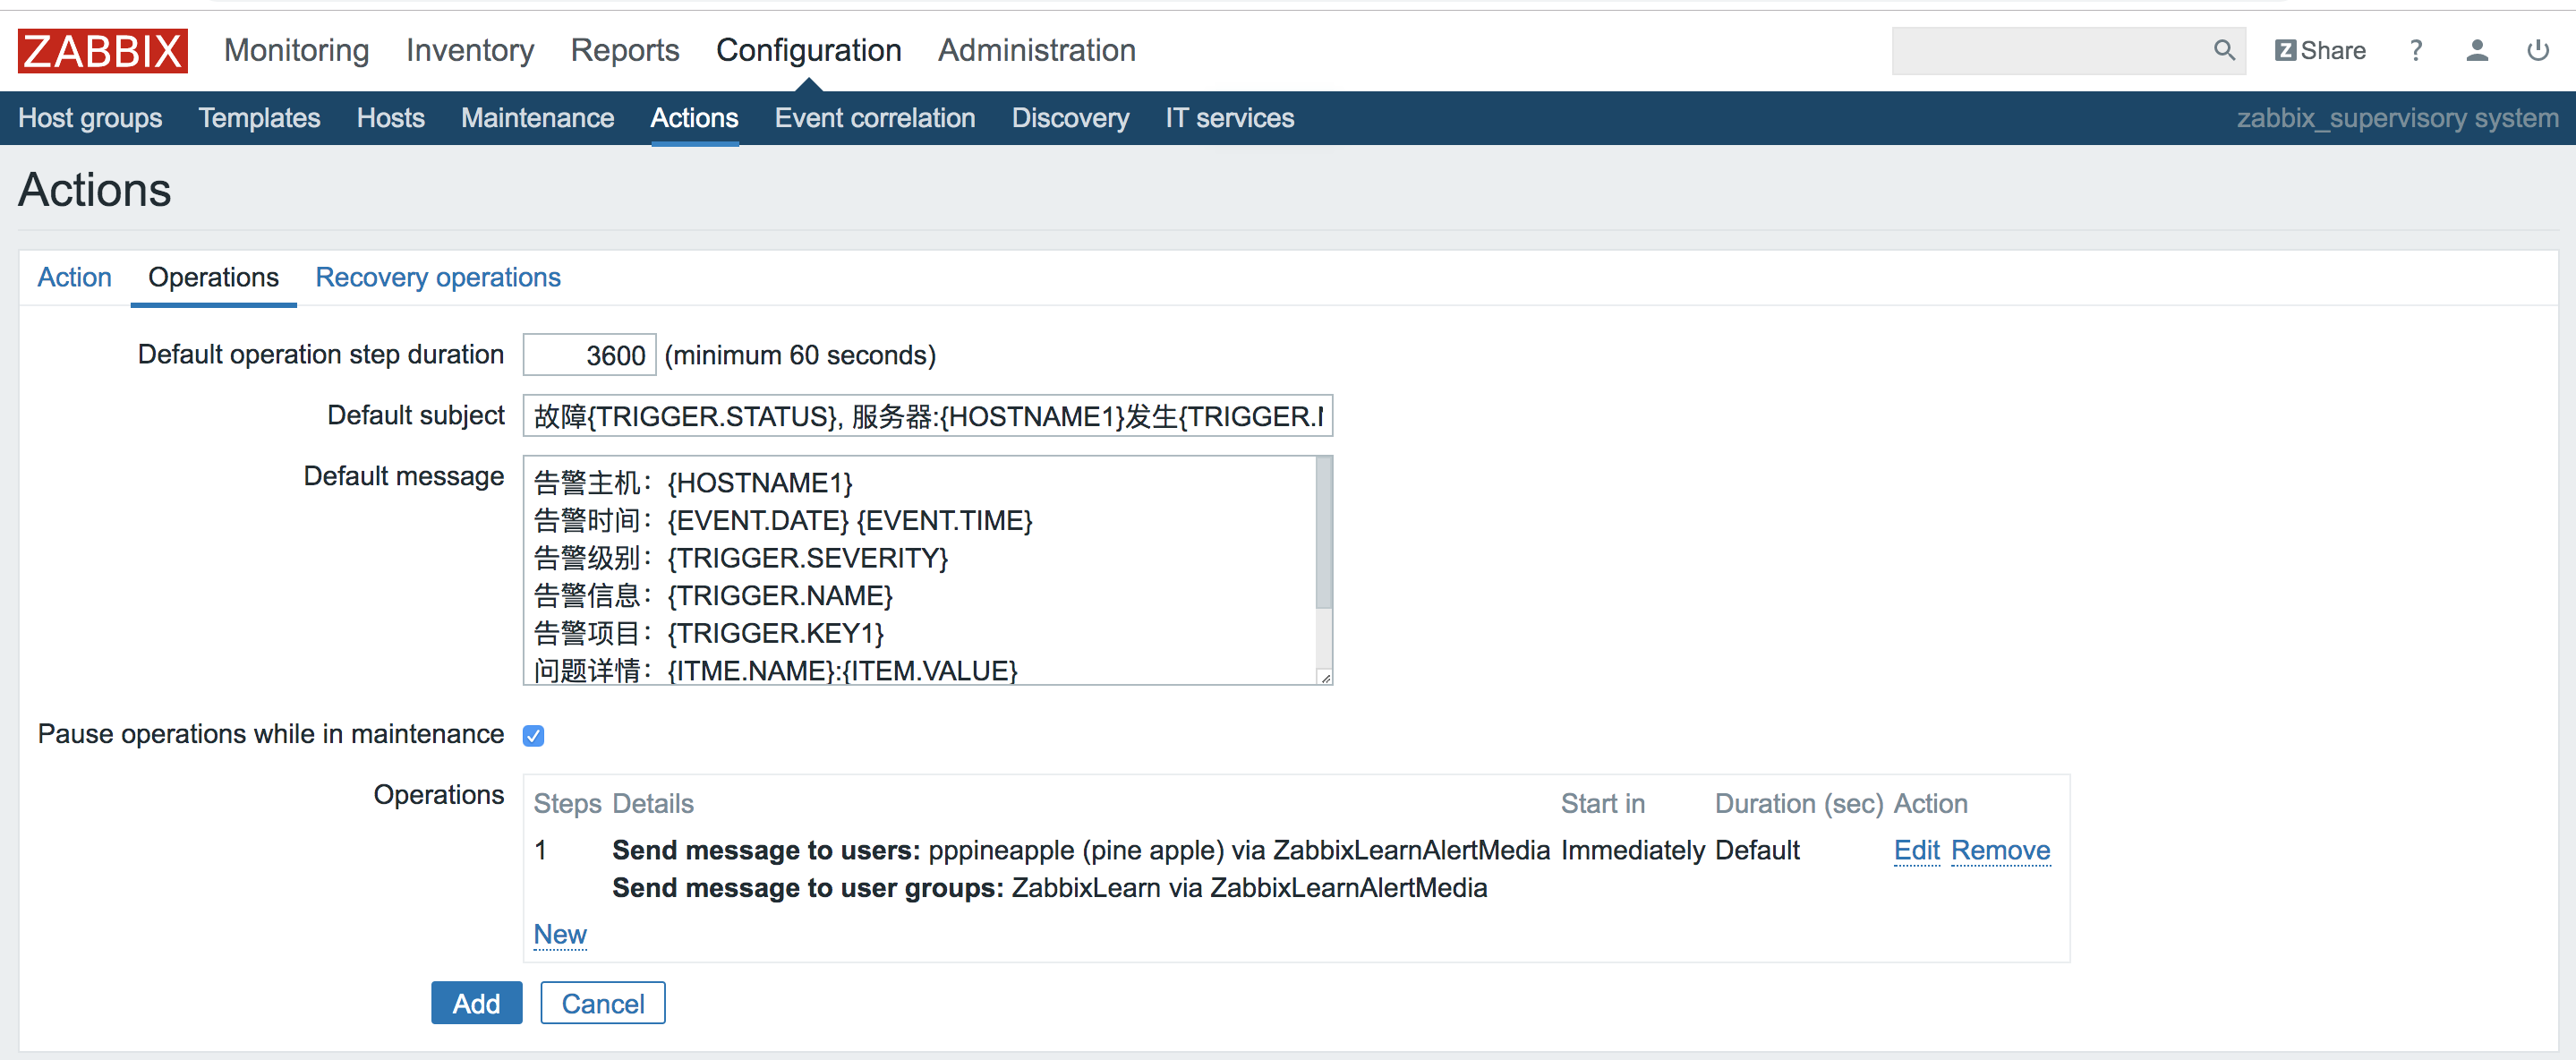 ZABBIX Monitoring Inventory Reports Configuration Administration Z Share ?
Host groups Templates Hosts Maintenance Actions Event correlation Discovery IT services zabbix_supervisory system
Actions
Action Operations Recovery operations
Default operation step duration 3600 (minimum 60 seconds)
Default subject 故障{TRIGGER.STATUS}, 服务器:{HOSTNAME1}发生{TRIGGER.
Default message
告警主机：{HOSTNAME1}
告警时间：{EVENT.DATE} {EVENT.TIME}
告警级别：{TRIGGER.SEVERITY}
告警信息：{TRIGGER.NAME}
告警项目：{TRIGGER.KEY1}
问题详情：{ITME.NAME}:{ITEM.VALUE}
Pause operations while in maintenance
Operations
Steps Details Start in Duration (sec) Action
1 Send message to users: pppineapple (pine apple) via ZabbixLearnAlertMedia Immediately Default Edit Remove
Send message to user groups: ZabbixLearn via ZabbixLearnAlertMedia
New
Add Cancel